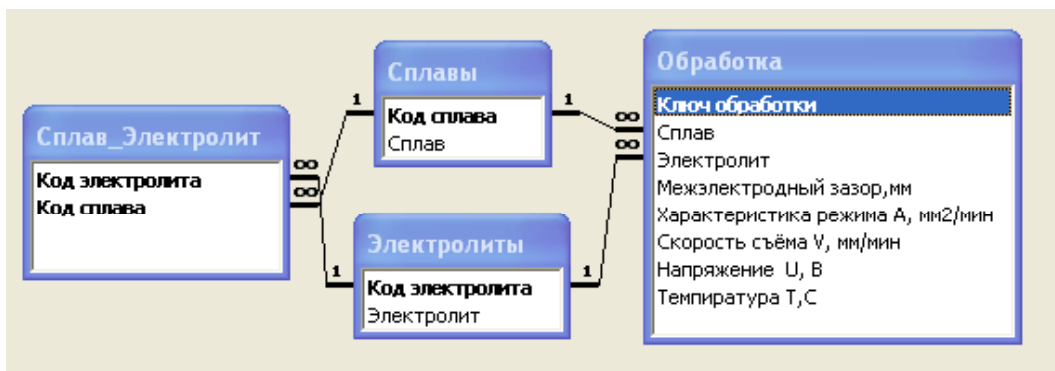 Сплав_Электролит
Код электролита
Код сплава
∞
∞
Сплавы
Код сплава
Сплав
1
1
Электролиты
Код электролита
Электролит
1
1
Обработка
Ключ обработки
Сплав
Электролит
Межэлектродный зазор,мм
Характеристика режима А, мм2/мин
Скорость съёма V, мм/мин
Напряжение U, В
Темпиратура Т,С
∞
∞